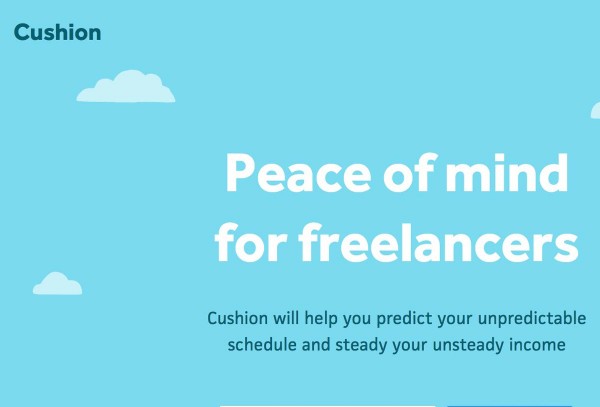 Cushion
Peace of mind
for freelancers
Cushion will help you predict your unpredictable
schedule and steady your unsteady income